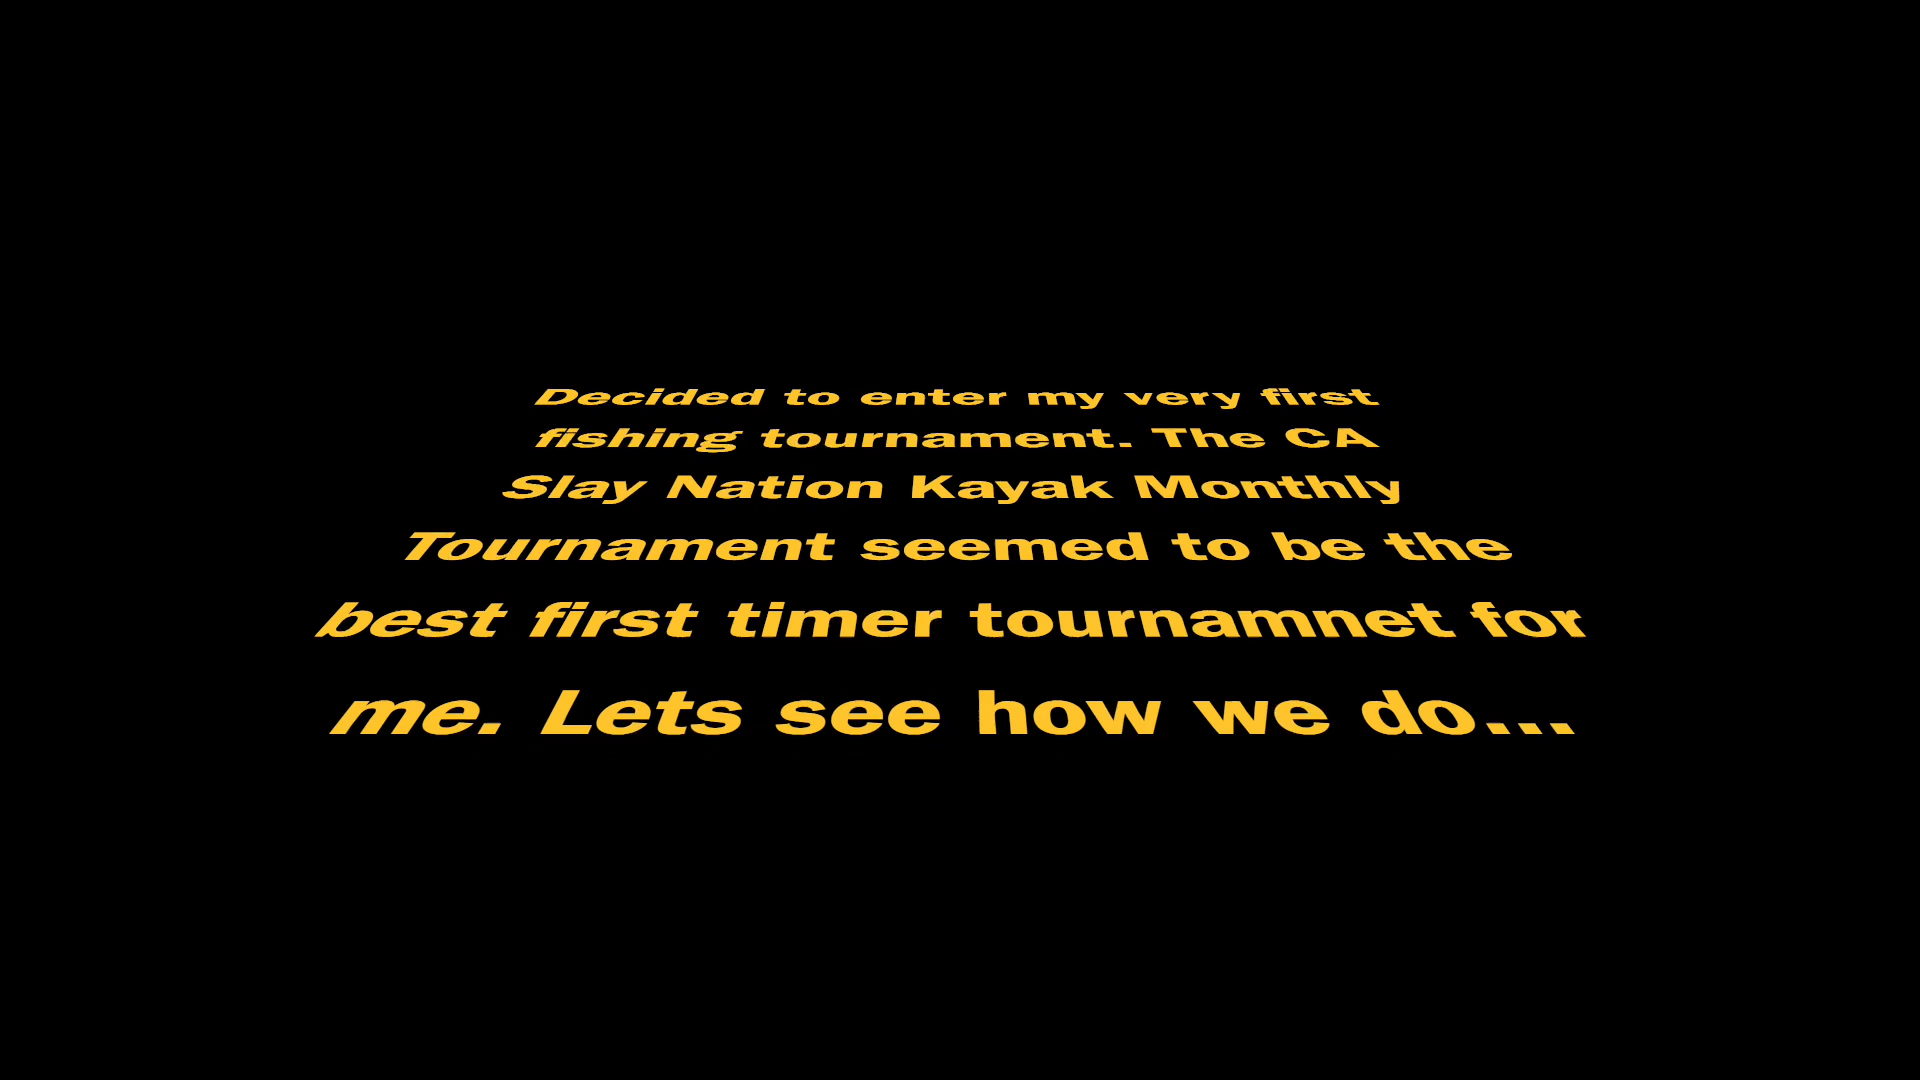 Decided to enter my very first
fishing tournament. The CA
Slay Nation Kayak Monthly
Tournament seemed to be the
best first timer tournamnet for
me. Lets see how we do...